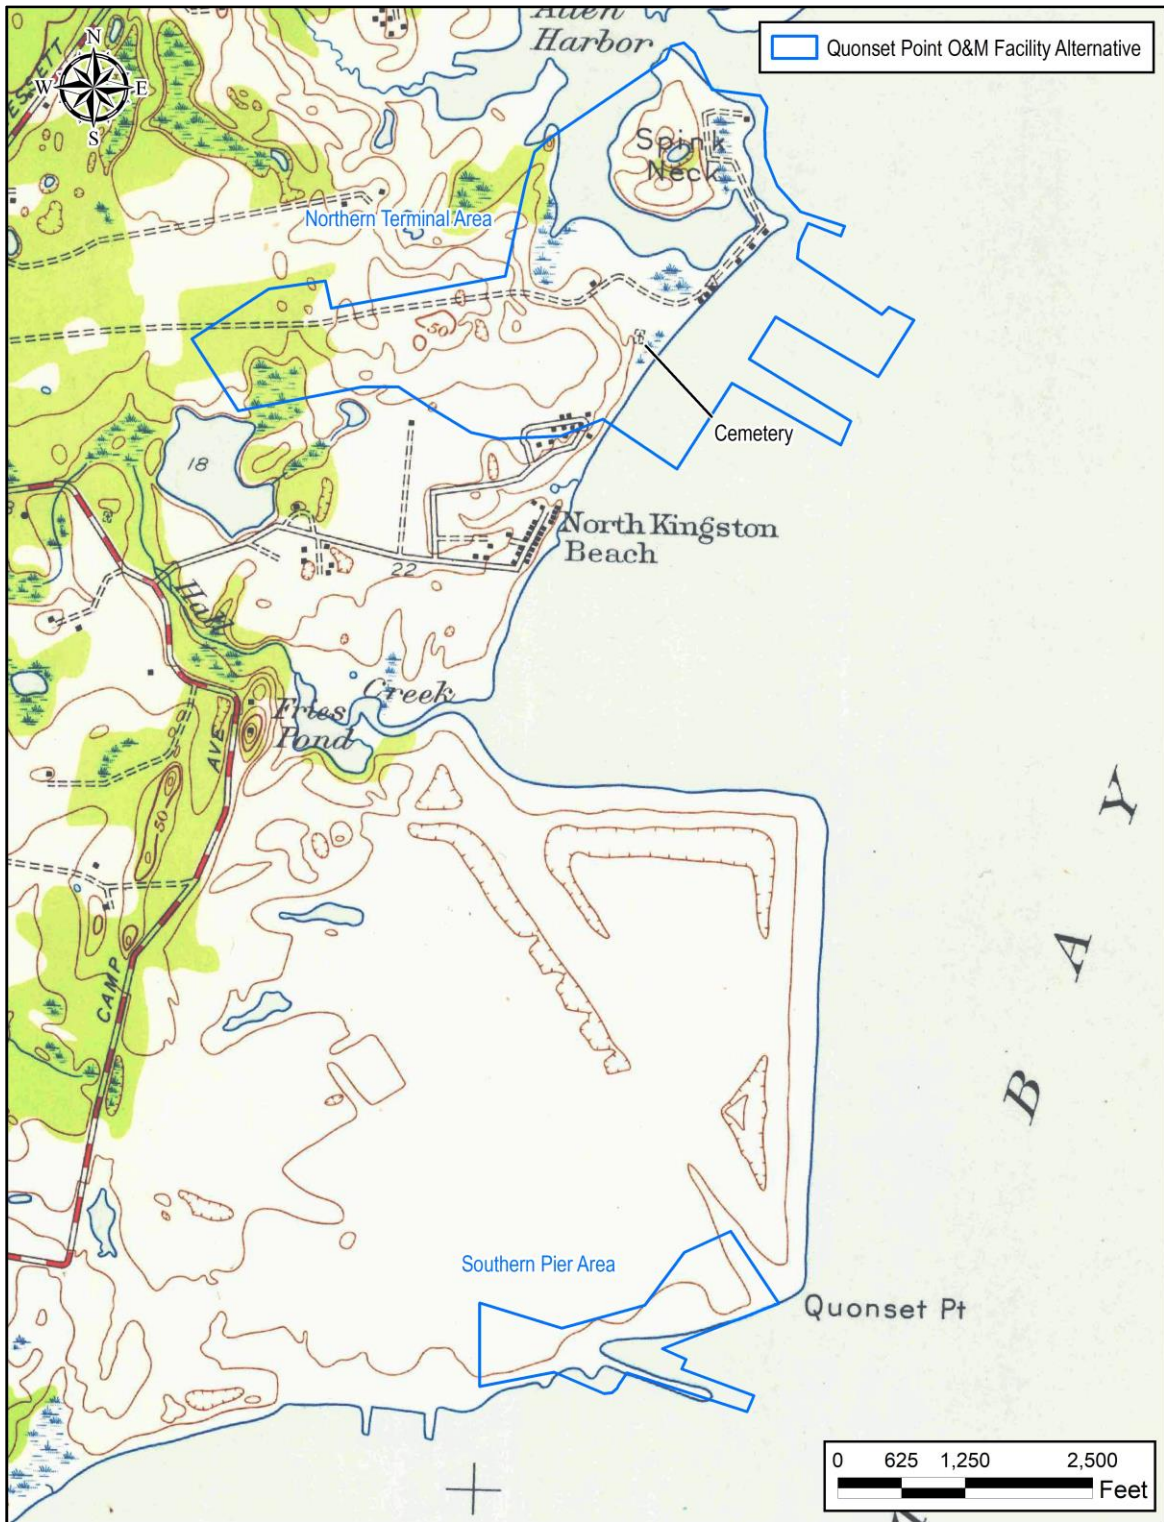 Allen
Harbor
Quonset Point O&M Facility Alternative
N
W E
S
Spink
Neck
Northern Terminal Area
50
Cemetery
18
North Kingston
Beach
22
Hall
Creek
Fries
Pond
AVE
50
CAMP
BAY
Southern Pier Area
Quonset Pt
0 625 1,250 2,500
Feet